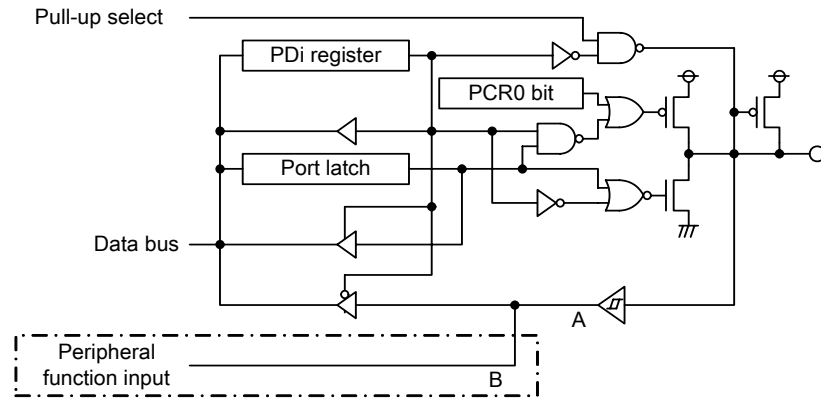 Pull-up select
PDi register
PCR0 bit
Port latch
Data bus
A
Peripheral
function input
B